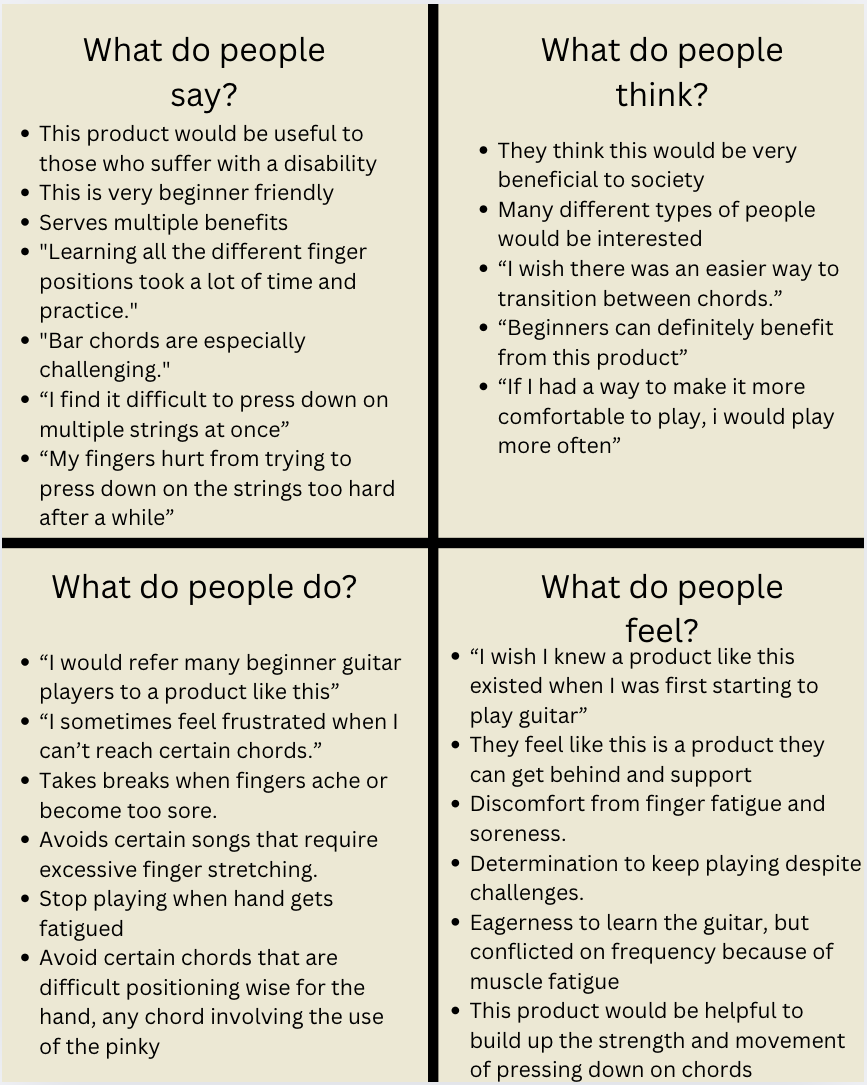 What do people
say?
• This product would be useful to
those who suffer with a disability
• This is very beginner friendly
• Serves multiple benefits
• "Learning all the different finger
positions took a lot of time and
practice."
• "Bar chords are especially
challenging."
• “I find it difficult to press down on
multiple strings at once”
• “My fingers hurt from trying to
press down on the strings too hard
after a while”
What do people
think?
• They think this would be very
beneficial to society
• Many different types of people
would be interested
• “I wish there was an easier way to
transition between chords.”
• “Beginners can definitely benefit
from this product”
• “If I had a way to make it more
comfortable to play, i would play
more often”
What do people do?
• “I would refer many beginner guitar
players to a product like this”
• “I sometimes feel frustrated when I
can’t reach certain chords.”
• Takes breaks when fingers ache or
become too sore.
• Avoids certain songs that require
excessive finger stretching.
• Stop playing when hand gets
fatigued
• Avoid certain chords that are
difficult positioning wise for the
hand, any chord involving the use
of the pinky
What do people
feel?
• “I wish I knew a product like this
existed when I was first starting to
play guitar”
• They feel like this is a product they
can get behind and support
• Discomfort from finger fatigue and
soreness.
• Determination to keep playing despite
challenges.
• Eagerness to learn the guitar, but
conflicted on frequency because of
muscle fatigue
• This product would be helpful to
build up the strength and movement
of pressing down on chords